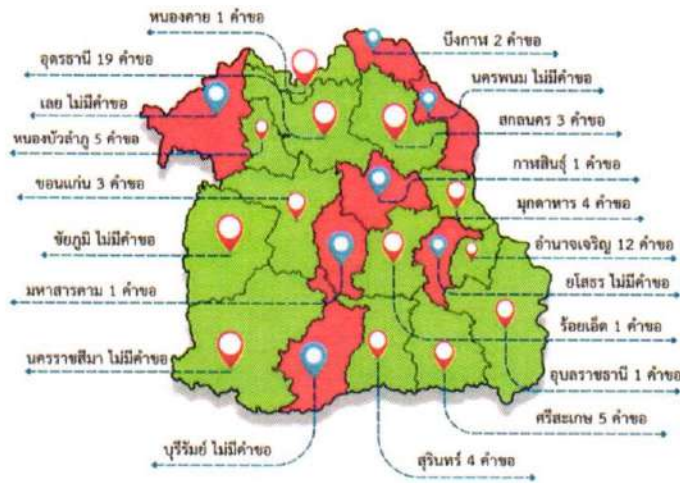 หนองคาย 1 คำขอ
บึงกาฬ 2 คำขอ
อุดรธานี 19 คำขอ
นครพนม ไม่มีคำขอ
เลย ไม่มีคำขอ
สกลนคร 3 คำขอ
หนองบัวลำภู 5 คำขอ
กาฬสินธุ์ 1 คำขอ
ขอนแก่น 3 คำขอ
มุกดาหาร 4 คำขอ
ชัยภูมิ ไม่มีคำขอ
อำนาจเจริญ 12 คำขอ
ยโสธร ไม่มีคำขอ
มหาสารคาม 1 คำขอ
ร้อยเอ็ด 1 คำขอ
นครราชสีมา ไม่มีคำขอ
อุบลราชธานี 1 คำขอ
ศรีสะเกษ 5 คำขอ
บุรีรัมย์ ไม่มีคำขอ
สุรินทร์ 4 คำขอ